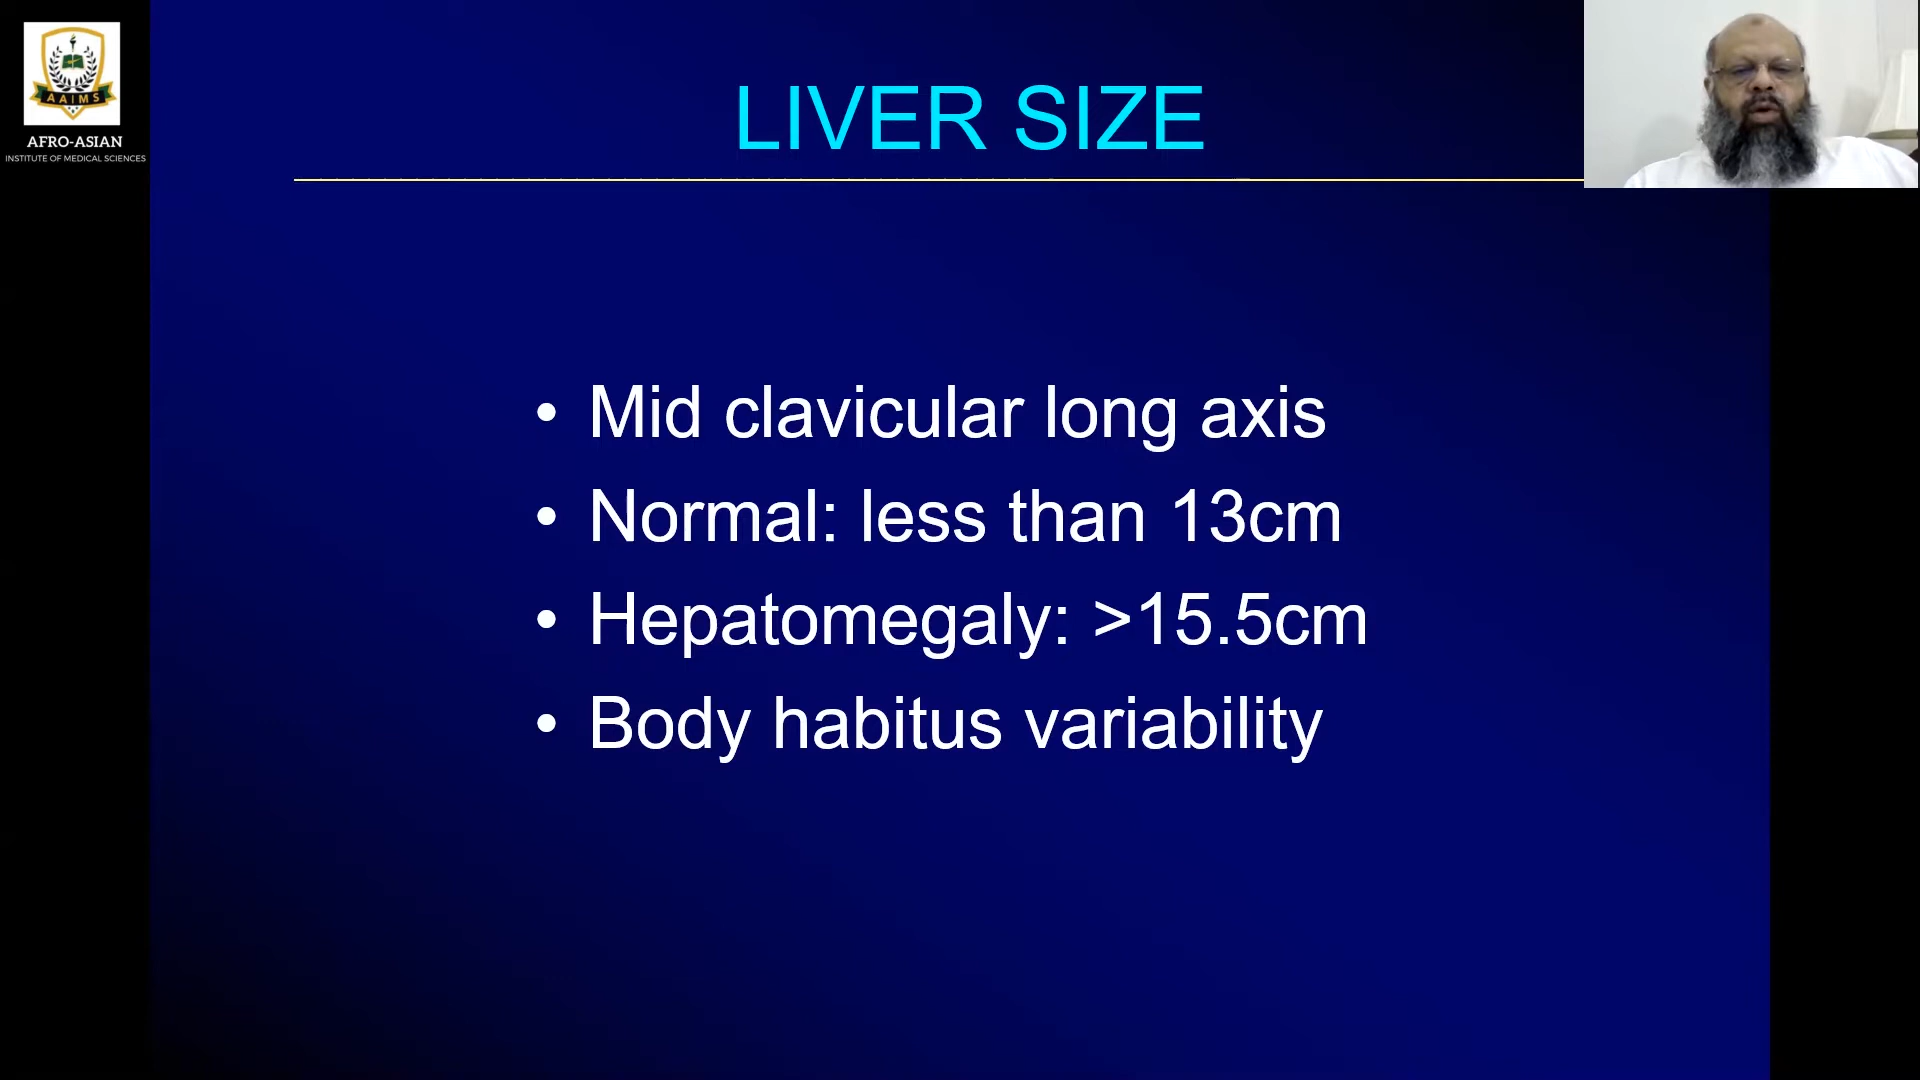 AAIMS
AFRO-ASIAN
INSTITUTE OF MEDICAL SCIENCES
LIVER SIZE
• Mid clavicular long axis
• Normal: less than 13cm
• Hepatomegaly: >15.5cm
• Body habitus variability